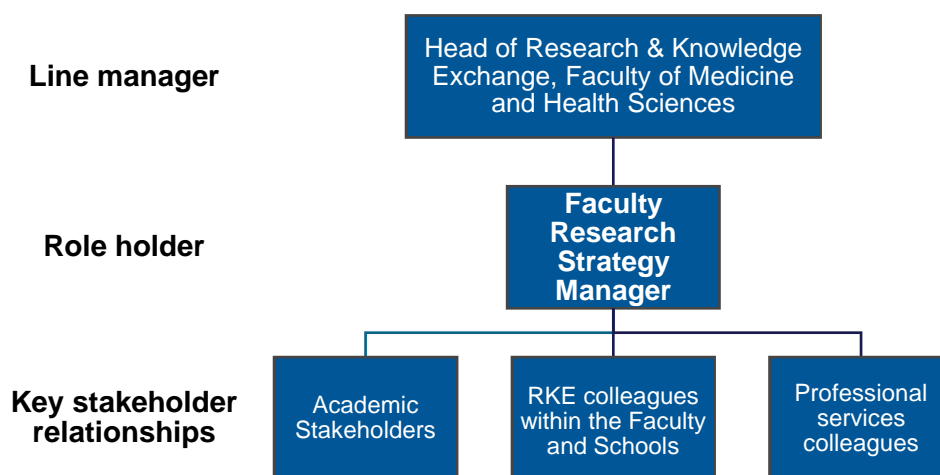 Line manager
Head of Research & Knowledge
Exchange, Faculty of Medicine
and Health Sciences
Role holder
Faculty
Research
Strategy
Manager
Key stakeholder
relationships
Academic
Stakeholders
RKE colleagues
within the Faculty
and Schools
Professional
services
colleagues